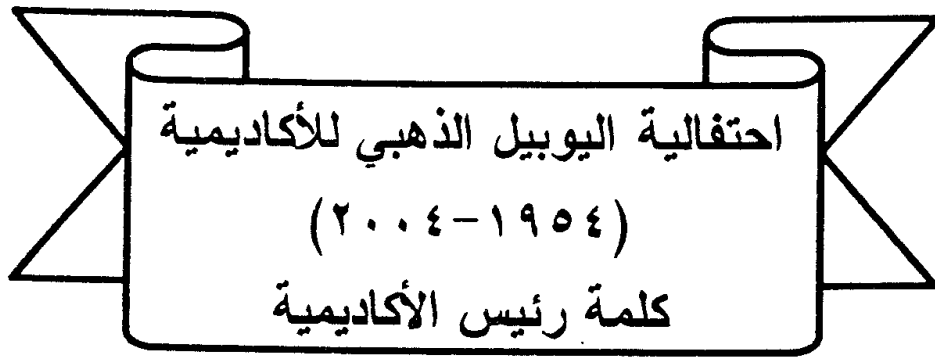 احتفالية اليوبيل الذهبي للأكاديمية
(١٩٥٤-٢٠٠٤)
كلمة رئيس الأكاديمية